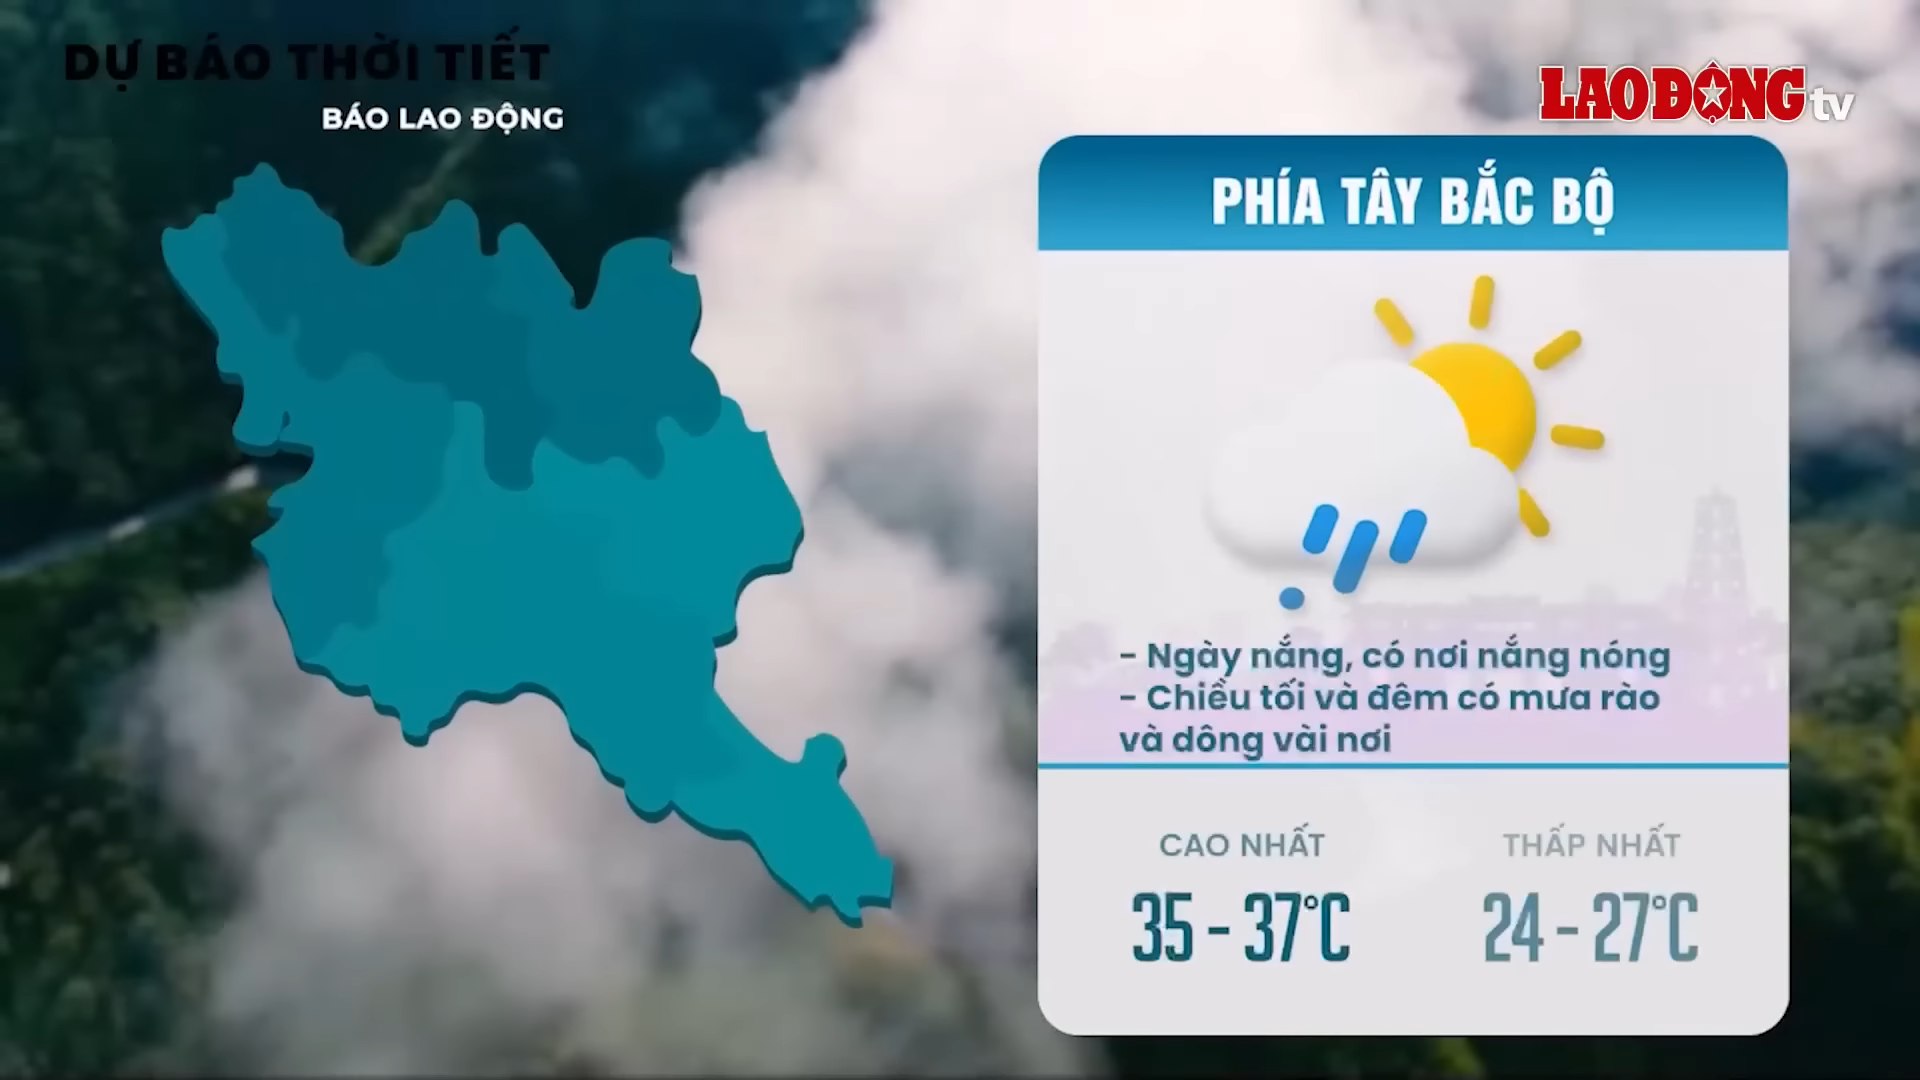 DỰ BÁO THỜI TIẾT
BÁO LAO ĐỘNG
LAO ĐỘNG tv
PHÍA TÂY BẮC BỘ
- Ngày nắng, có nơi nắng nóng
- Chiều tối và đêm có mưa rào
và dông vài nơi
CAO NHẤT
THẤP NHẤT
35 - 37°C
24 - 27°C